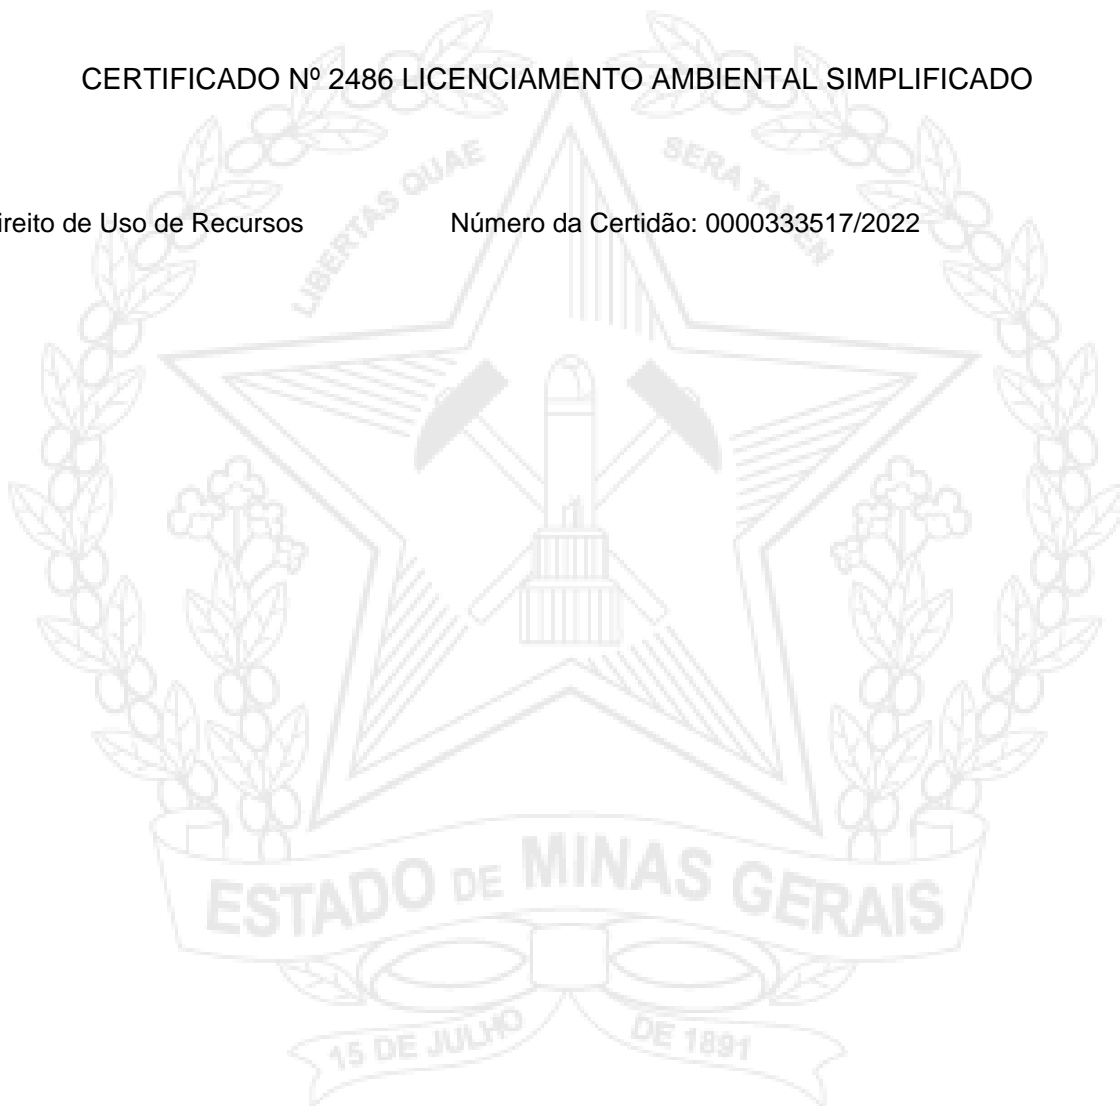 CERTIFICADO Nº 2486 LICENCIAMENTO AMBIENTAL SIMPLIFICADO
LIBERTAS QUAE SERA TAMEN
ireito de Uso de Recursos Número da Certidão: 0000333517/2022
ESTADO DE MINAS GERAIS
15 DE JULHO DE 1891